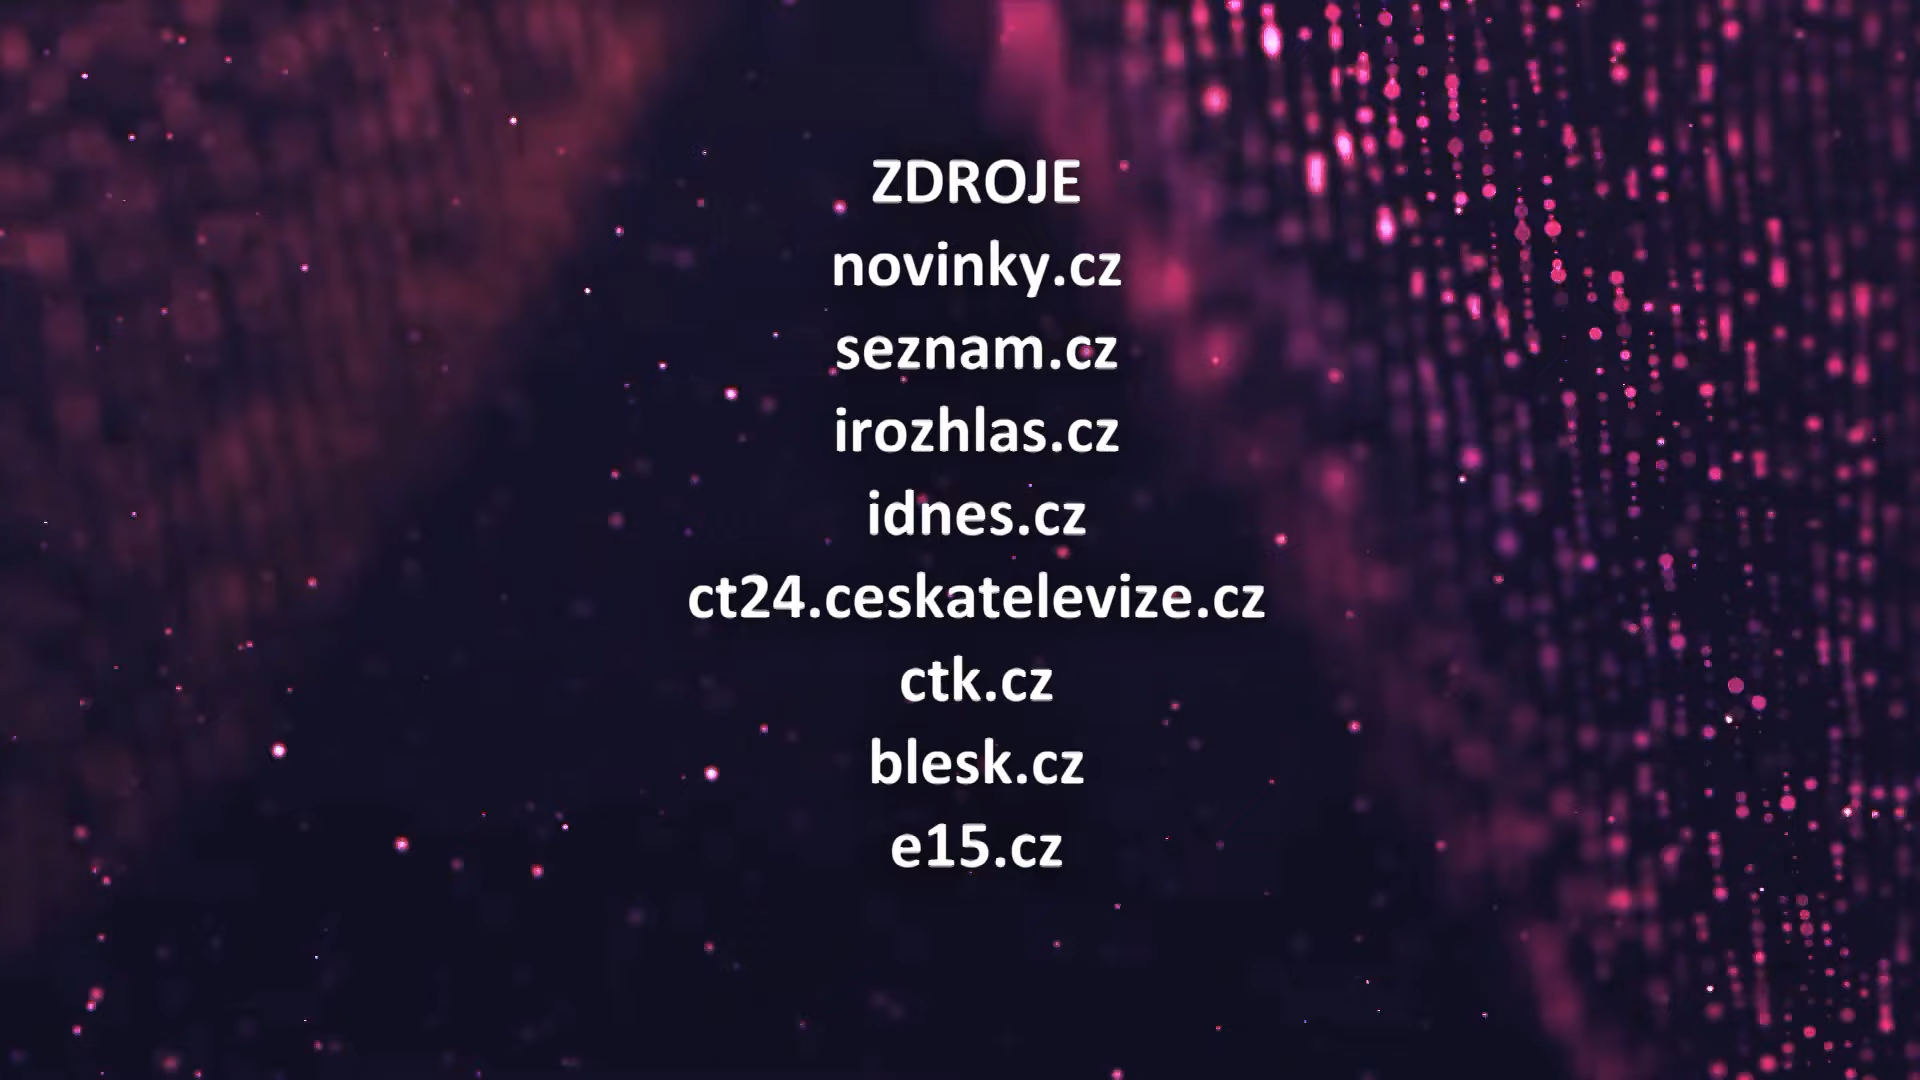 ZDROJE
novinky.cz
seznam.cz
irozhlas.cz
idnes.cz
ct24.ceskatelevize.cz
ctk.cz
blesk.cz
e15.cz